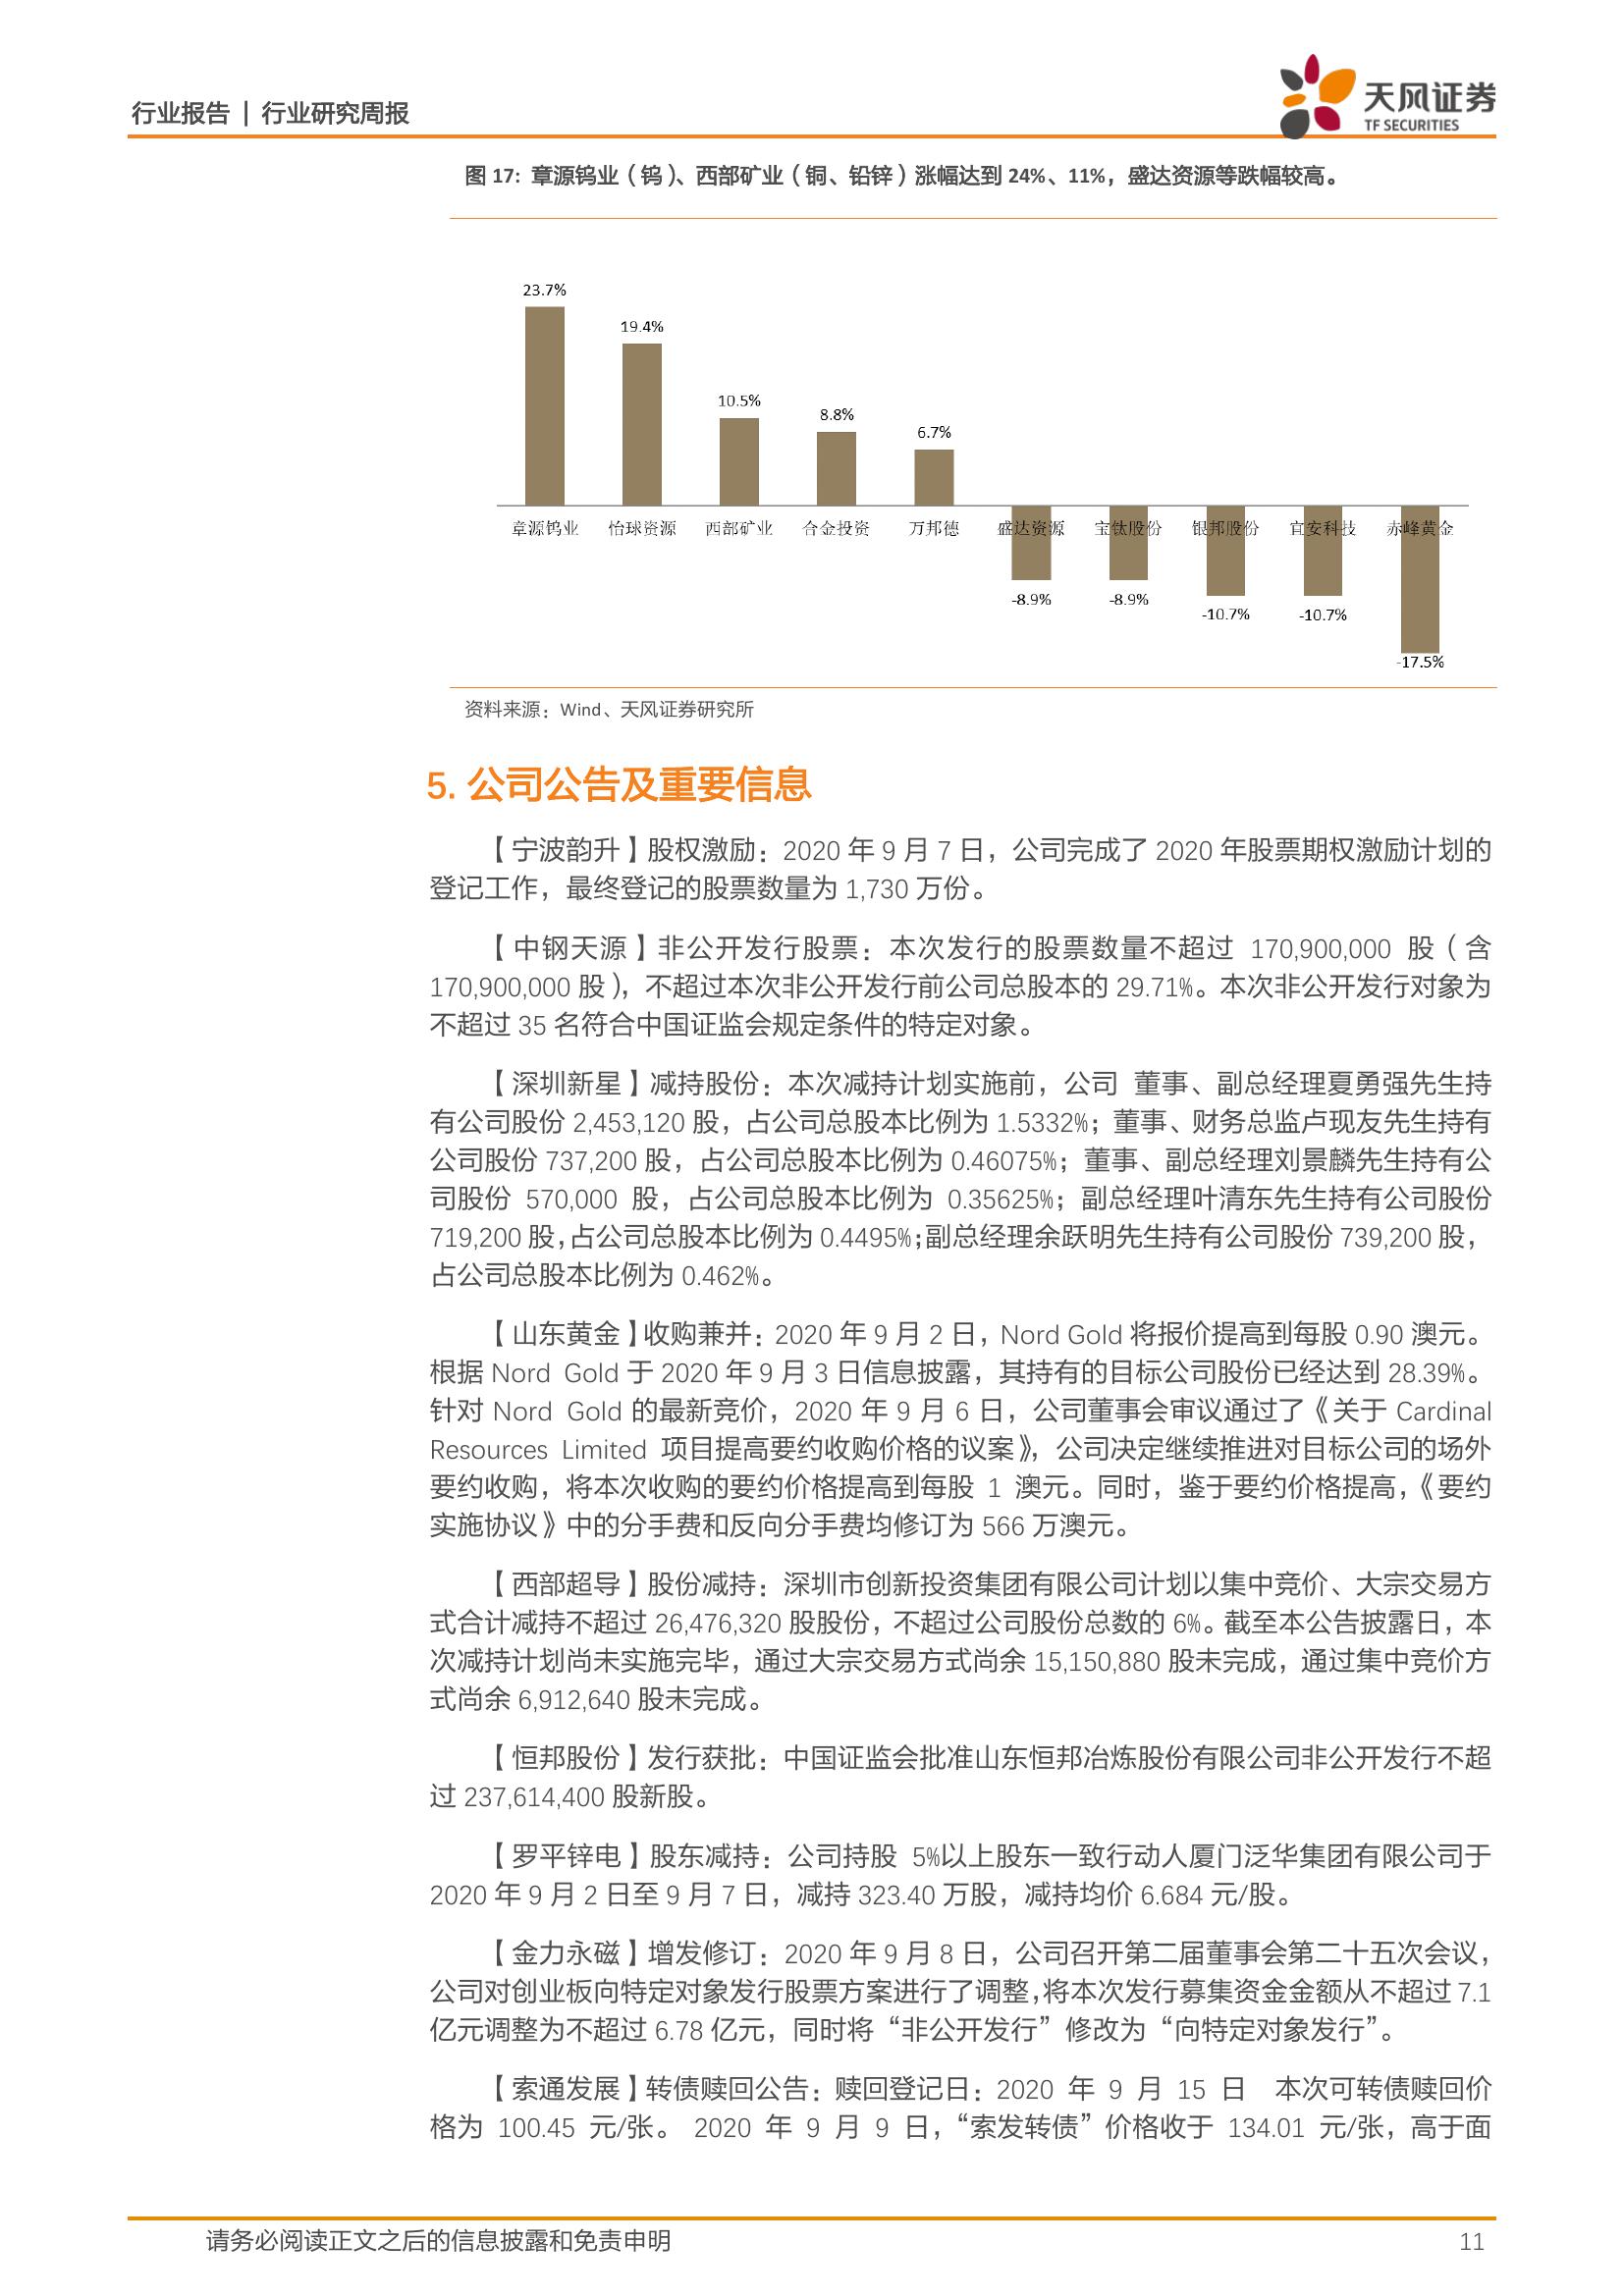 行业报告 | 行业研究周报
天风证券
TF SECURITIES
图 17: 章源钨业（钨）、西部矿业（铜、铅锌）涨幅达到 24%、11%，盛达资源等跌幅较高。
23.7%
19.4%
10.5%
8.8%
6.7%
章源钨业 怡球资源 西部矿业 合金投资 万邦德 盛达资源 宝钛股份 银邦股份 宜安科技 赤峰黄金
-8.9%
-8.9%
-10.7%
-10.7%
-17.5%
资料来源：Wind、天风证券研究所
5. 公司公告及重要信息
【宁波韵升】股权激励：2020 年 9 月 7 日，公司完成了 2020 年股票期权激励计划的
登记工作，最终登记的股票数量为 1,730 万份。
【中钢天源】非公开发行股票：本次发行的股票数量不超过 170,900,000 股（含
170,900,000 股），不超过本次非公开发行前公司总股本的 29.71%。本次非公开发行对象为
不超过 35 名符合中国证监会规定条件的特定对象。
【深圳新星】减持股份：本次减持计划实施前，公司 董事、副总经理夏勇强先生持
有公司股份 2,453,120 股，占公司总股本比例为 1.5332%；董事、财务总监卢现友先生持有
公司股份 737,200 股，占公司总股本比例为 0.46075%；董事、副总经理刘景麟先生持有公
司股份 570,000 股，占公司总股本比例为 0.35625%；副总经理叶清东先生持有公司股份
719,200 股，占公司总股本比例为 0.4495%；副总经理余跃明先生持有公司股份 739,200 股，
占公司总股本比例为 0.462%。
【山东黄金】收购兼并：2020 年 9 月 2 日，Nord Gold 将报价提高到每股 0.90 澳元。
根据 Nord Gold 于 2020 年 9 月 3 日信息披露，其持有的目标公司股份已经达到 28.39%。
针对 Nord Gold 的最新竞价，2020 年 9 月 6 日，公司董事会审议通过了《关于 Cardinal
Resources Limited 项目提高要约收购价格的议案》，公司决定继续推进对目标公司的场外
要约收购，将本次收购的要约价格提高到每股 1 澳元。同时，鉴于要约价格提高，《要约
实施协议》中的分手费和反向分手费均修订为 566 万澳元。
【西部超导】股份减持：深圳市创新投资集团有限公司计划以集中竞价、大宗交易方
式合计减持不超过 26,476,320 股股份，不超过公司股份总数的 6%。截至本公告披露日，本
次减持计划尚未实施完毕，通过大宗交易方式尚余 15,150,880 股未完成，通过集中竞价方
式尚余 6,912,640 股未完成。
【恒邦股份】发行获批：中国证监会批准山东恒邦冶炼股份有限公司非公开发行不超
过 237,614,400 股新股。
【罗平锌电】股东减持：公司持股 5%以上股东一致行动人厦门泛华集团有限公司于
2020 年 9 月 2 日至 9 月 7 日，减持 323.40 万股，减持均价 6.684 元/股。
【金力永磁】增发修订：2020 年 9 月 8 日，公司召开第二届董事会第二十五次会议，
公司对创业板向特定对象发行股票方案进行了调整，将本次发行募集资金金额从不超过 7.1
亿元调整为不超过 6.78 亿元，同时将“非公开发行”修改为“向特定对象发行”。
【索通发展】转债赎回公告：赎回登记日：2020 年 9 月 15 日 本次可转债赎回价
格为 100.45 元/张。 2020 年 9 月 9 日，“索发转债”价格收于 134.01 元/张，高于面
请务必阅读正文之后的信息披露和免责申明
11